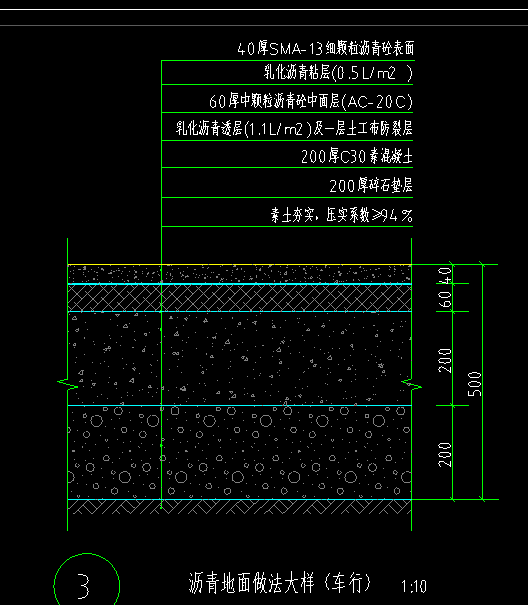 40厚SMA-13细颗粒沥青砼表面
乳化沥青粘层(0.5L/m2 )
60厚中颗粒沥青砼中面层(AC-20C)
乳化沥青透层(1.1L/m2)及一层土工布防裂层
200厚C30素混凝土
200厚碎石垫层
素土夯实，压实系数≥94%
40
60
200
500
200
3
沥青地面做法大样（车行） 1:10